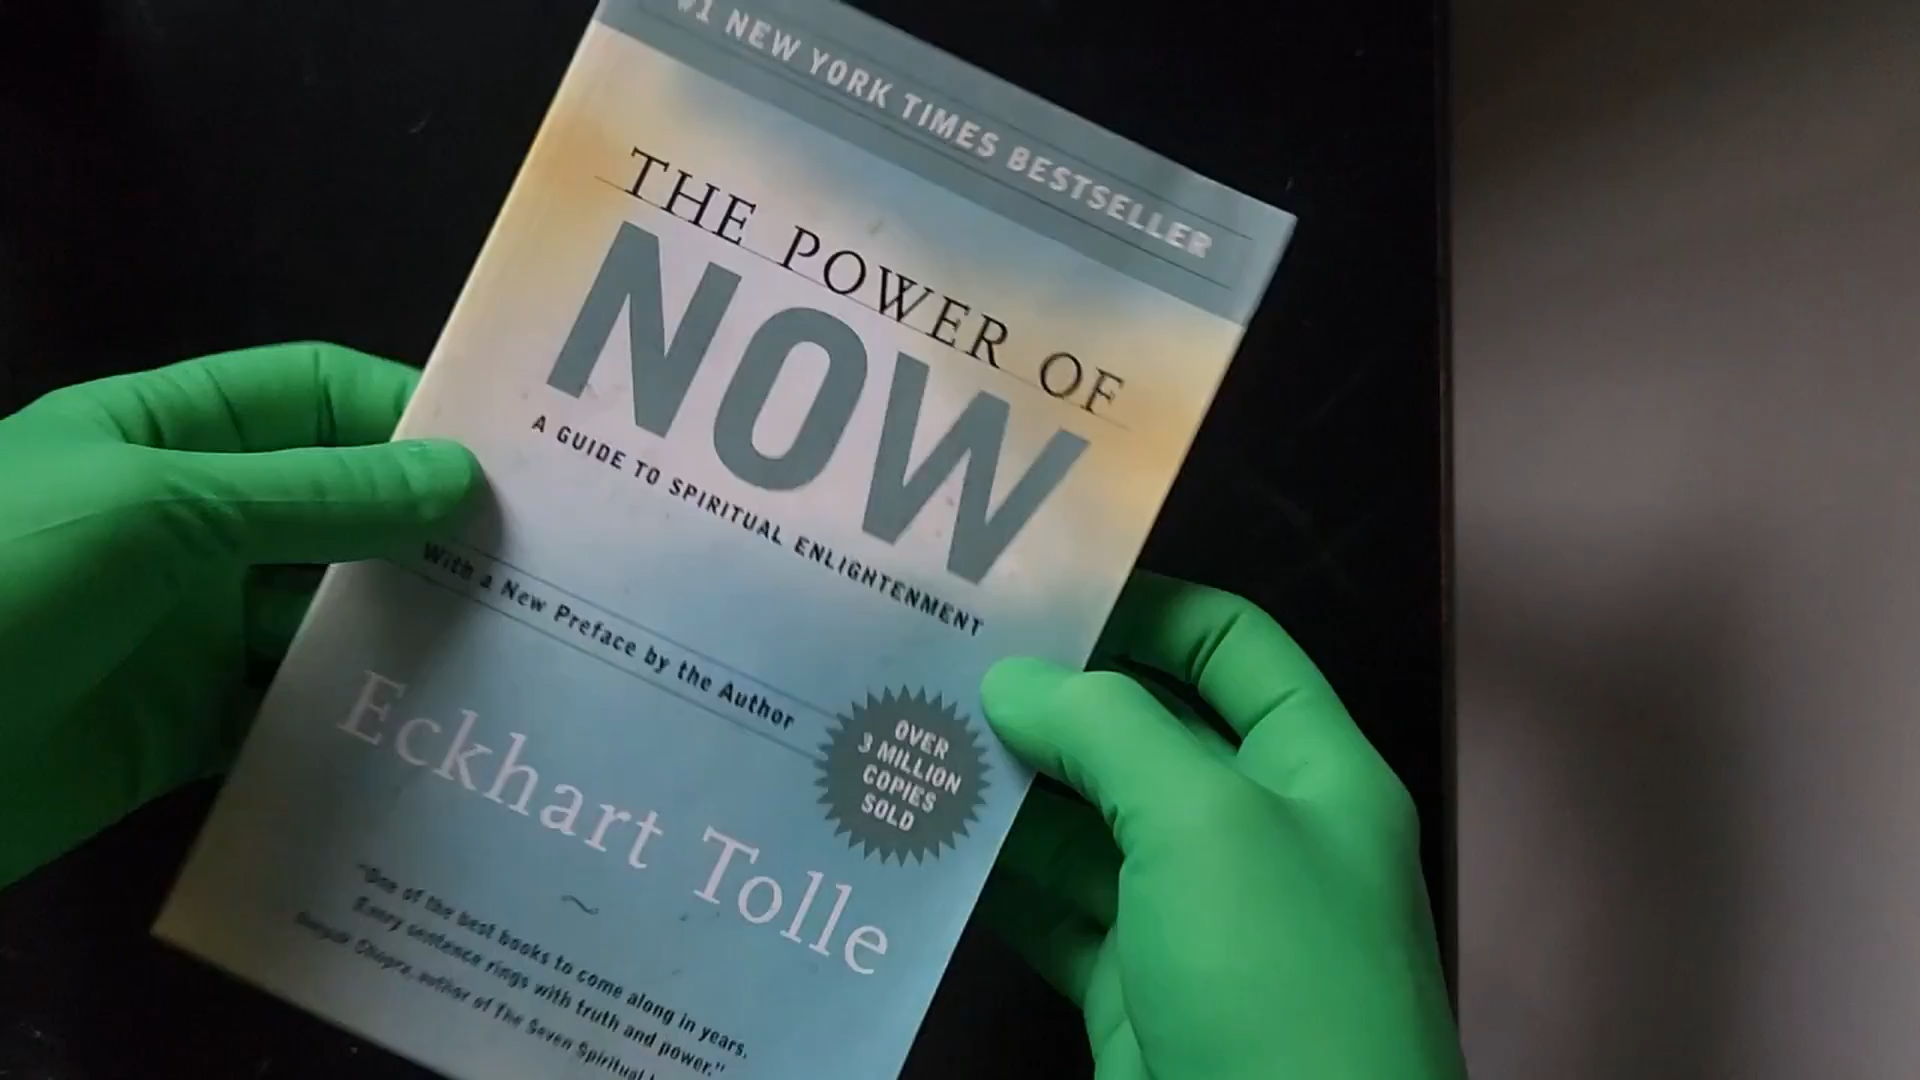 #1 NEW YORK TIMES BESTSELLER
THE POWER OF
NOW
A GUIDE TO SPIRITUAL ENLIGHTENMENT
With a New Preface by the Author
OVER
3 MILLION
COPIES
SOLD
Eckhart Tolle
"One of the best books to come along in years.
Every sentence rings with truth and power."
Deepak Chopra, author of The Seven Spiritual